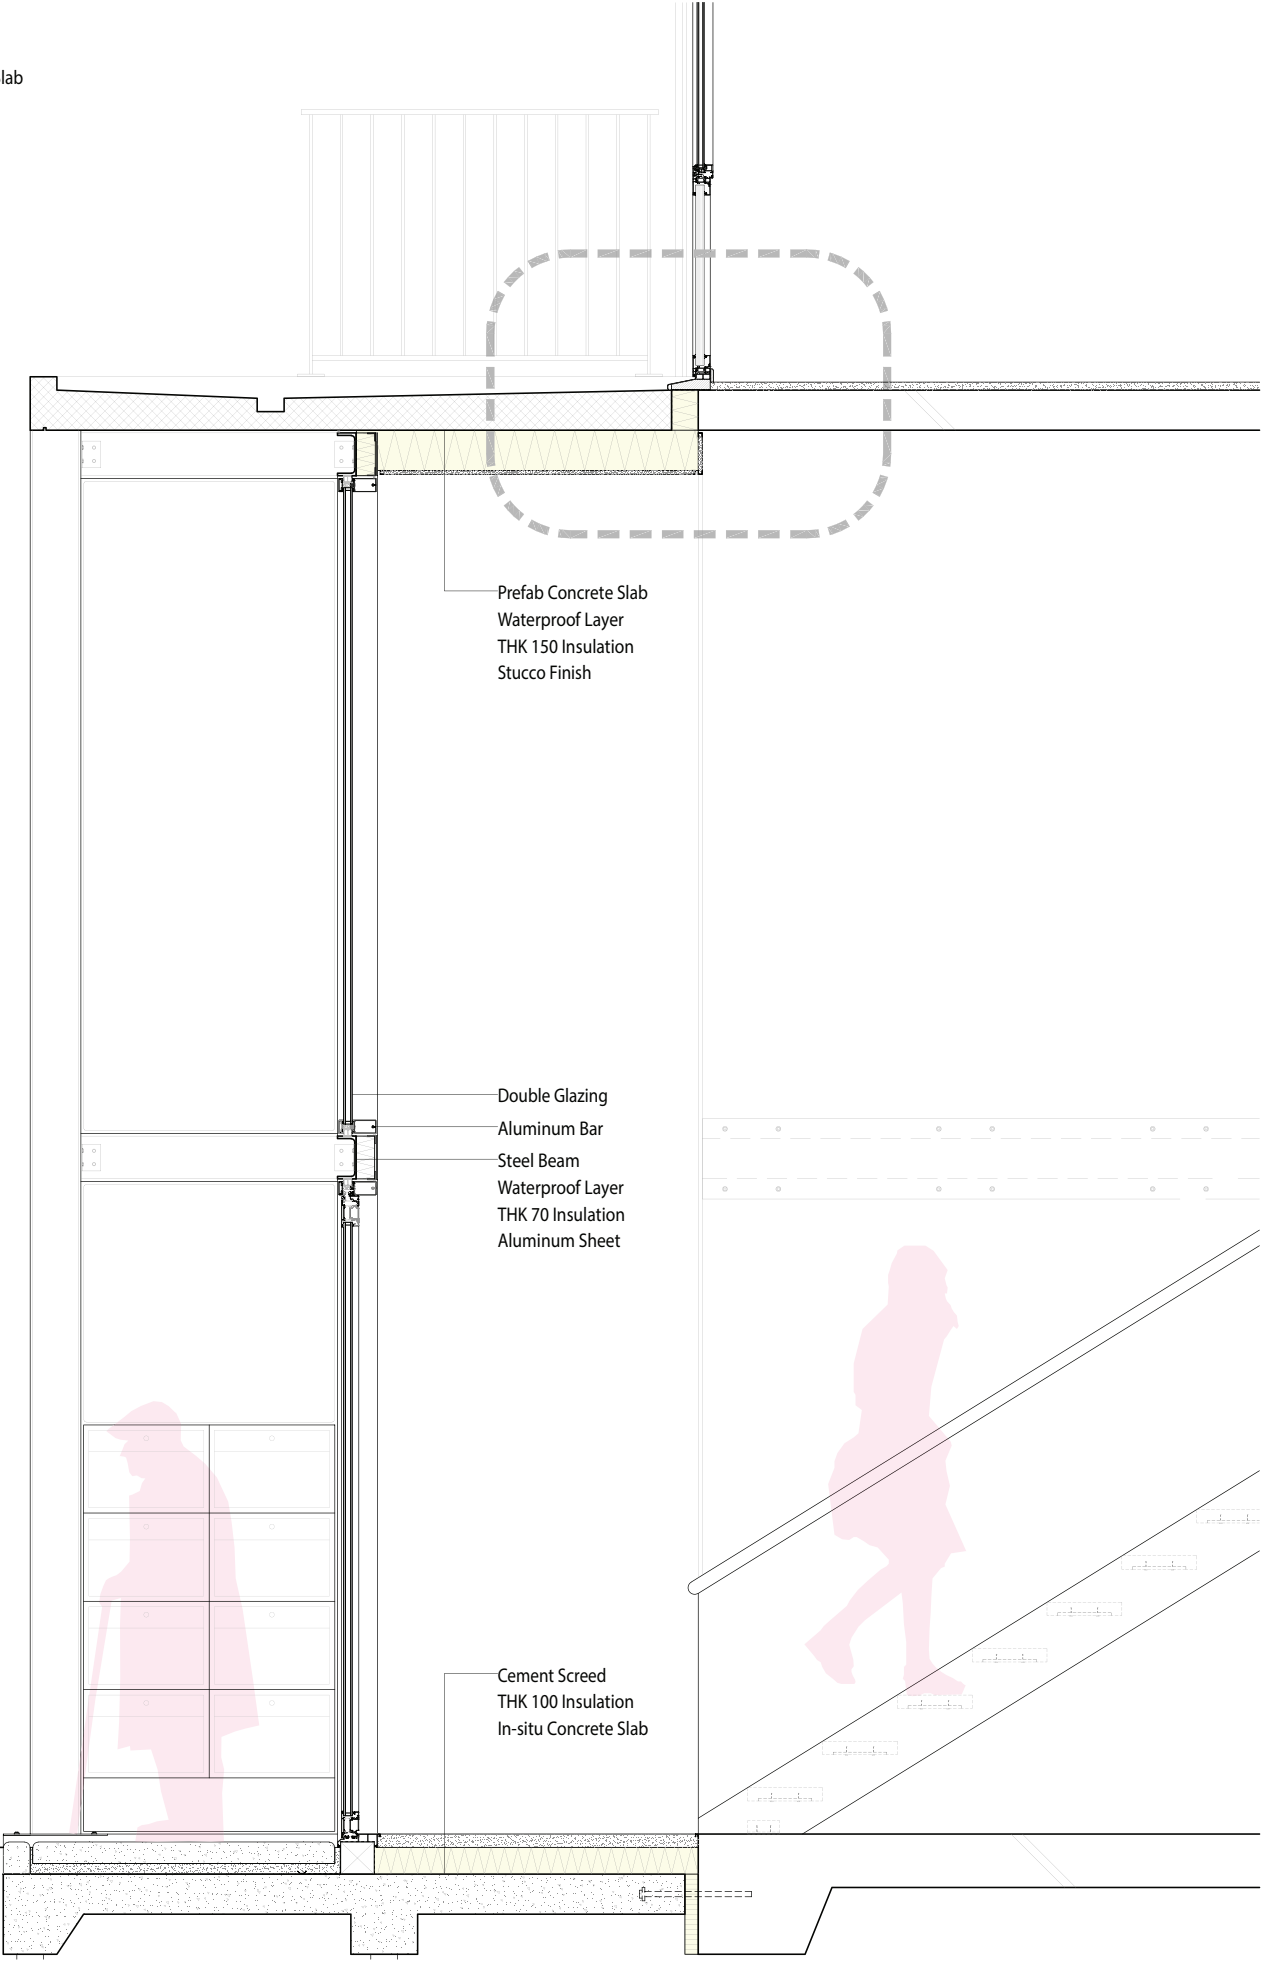 lab
Prefab Concrete Slab
Waterproof Layer
THK 150 Insulation
Stucco Finish
Double Glazing
Aluminum Bar
Steel Beam
Waterproof Layer
THK 70 Insulation
Aluminum Sheet
Cement Screed
THK 100 Insulation
In-situ Concrete Slab